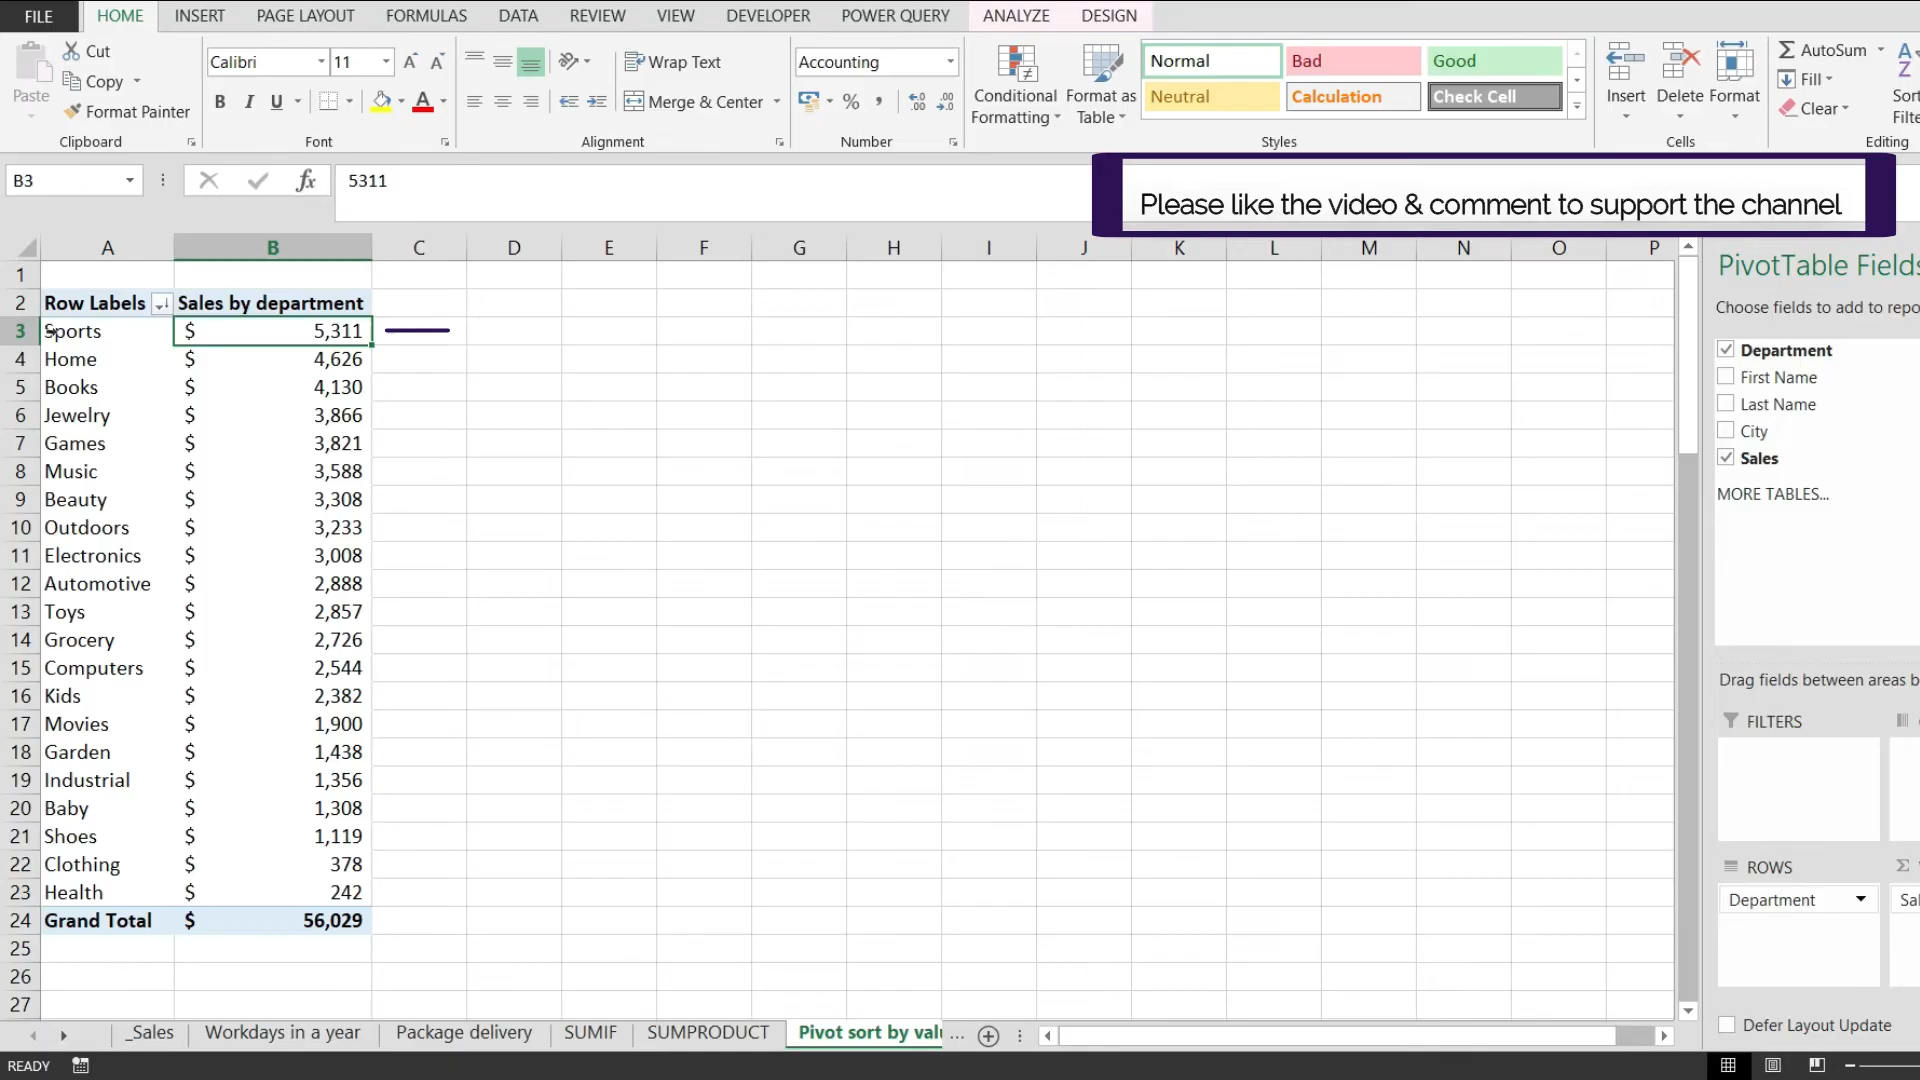 FILE HOME INSERT PAGE LAYOUT FORMULAS DATA REVIEW VIEW DEVELOPER POWER QUERY ANALYZE DESIGN
Paste
Cut
Copy
Format Painter
Clipboard
Calibri 11
B I U
Font
Wrap Text
Merge & Center
Alignment
Accounting
$ % , .00 .0
Number
Conditional Formatting
Format as Table
Normal Bad Good
Neutral Calculation Check Cell
Styles
Insert Delete Format
Cells
AutoSum
Fill
Clear
Editing
B3 fx 5311
Please like the video & comment to support the channel
A B C D E F G H I J K L M N O P
1
2 Row Labels Sales by department
3 Sports $ 5,311
4 Home $ 4,626
5 Books $ 4,130
6 Jewelry $ 3,866
7 Games $ 3,821
8 Music $ 3,588
9 Beauty $ 3,308
10 Outdoors $ 3,233
11 Electronics $ 3,008
12 Automotive $ 2,888
13 Toys $ 2,857
14 Grocery $ 2,726
15 Computers $ 2,544
16 Kids $ 2,382
17 Movies $ 1,900
18 Garden $ 1,438
19 Industrial $ 1,356
20 Baby $ 1,308
21 Shoes $ 1,119
22 Clothing $ 378
23 Health $ 242
24 Grand Total $ 56,029
25
26
27
PivotTable Fields
Choose fields to add to repo
Department
First Name
Last Name
City
Sales
MORE TABLES...
Drag fields between areas b
FILTERS
ROWS Σ
Department Sal
Defer Layout Update
_Sales Workdays in a year Package delivery SUMIF SUMPRODUCT Pivot sort by valu ...
READY